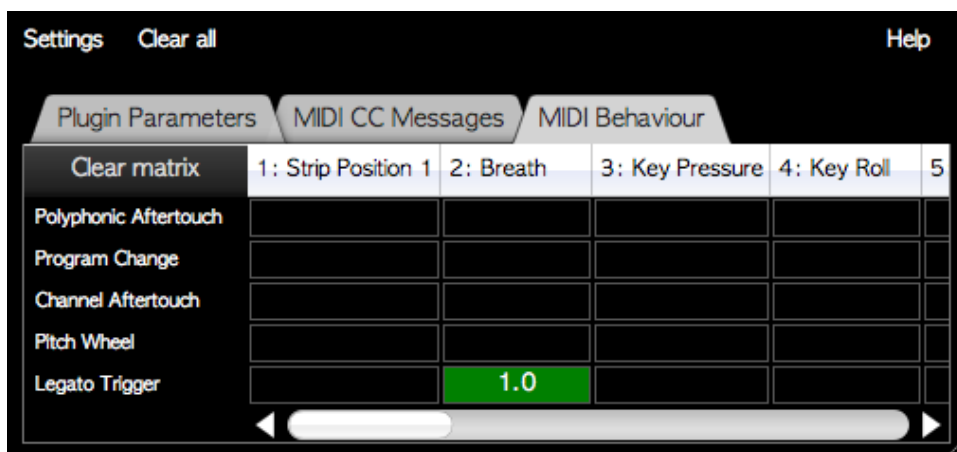 Settings Clear all Help
Plugin Parameters MIDI CC Messages MIDI Behaviour
Clear matrix 1: Strip Position 1 2: Breath 3: Key Pressure 4: Key Roll 5
Polyphonic Aftertouch
Program Change
Channel Aftertouch
Pitch Wheel
Legato Trigger 1.0